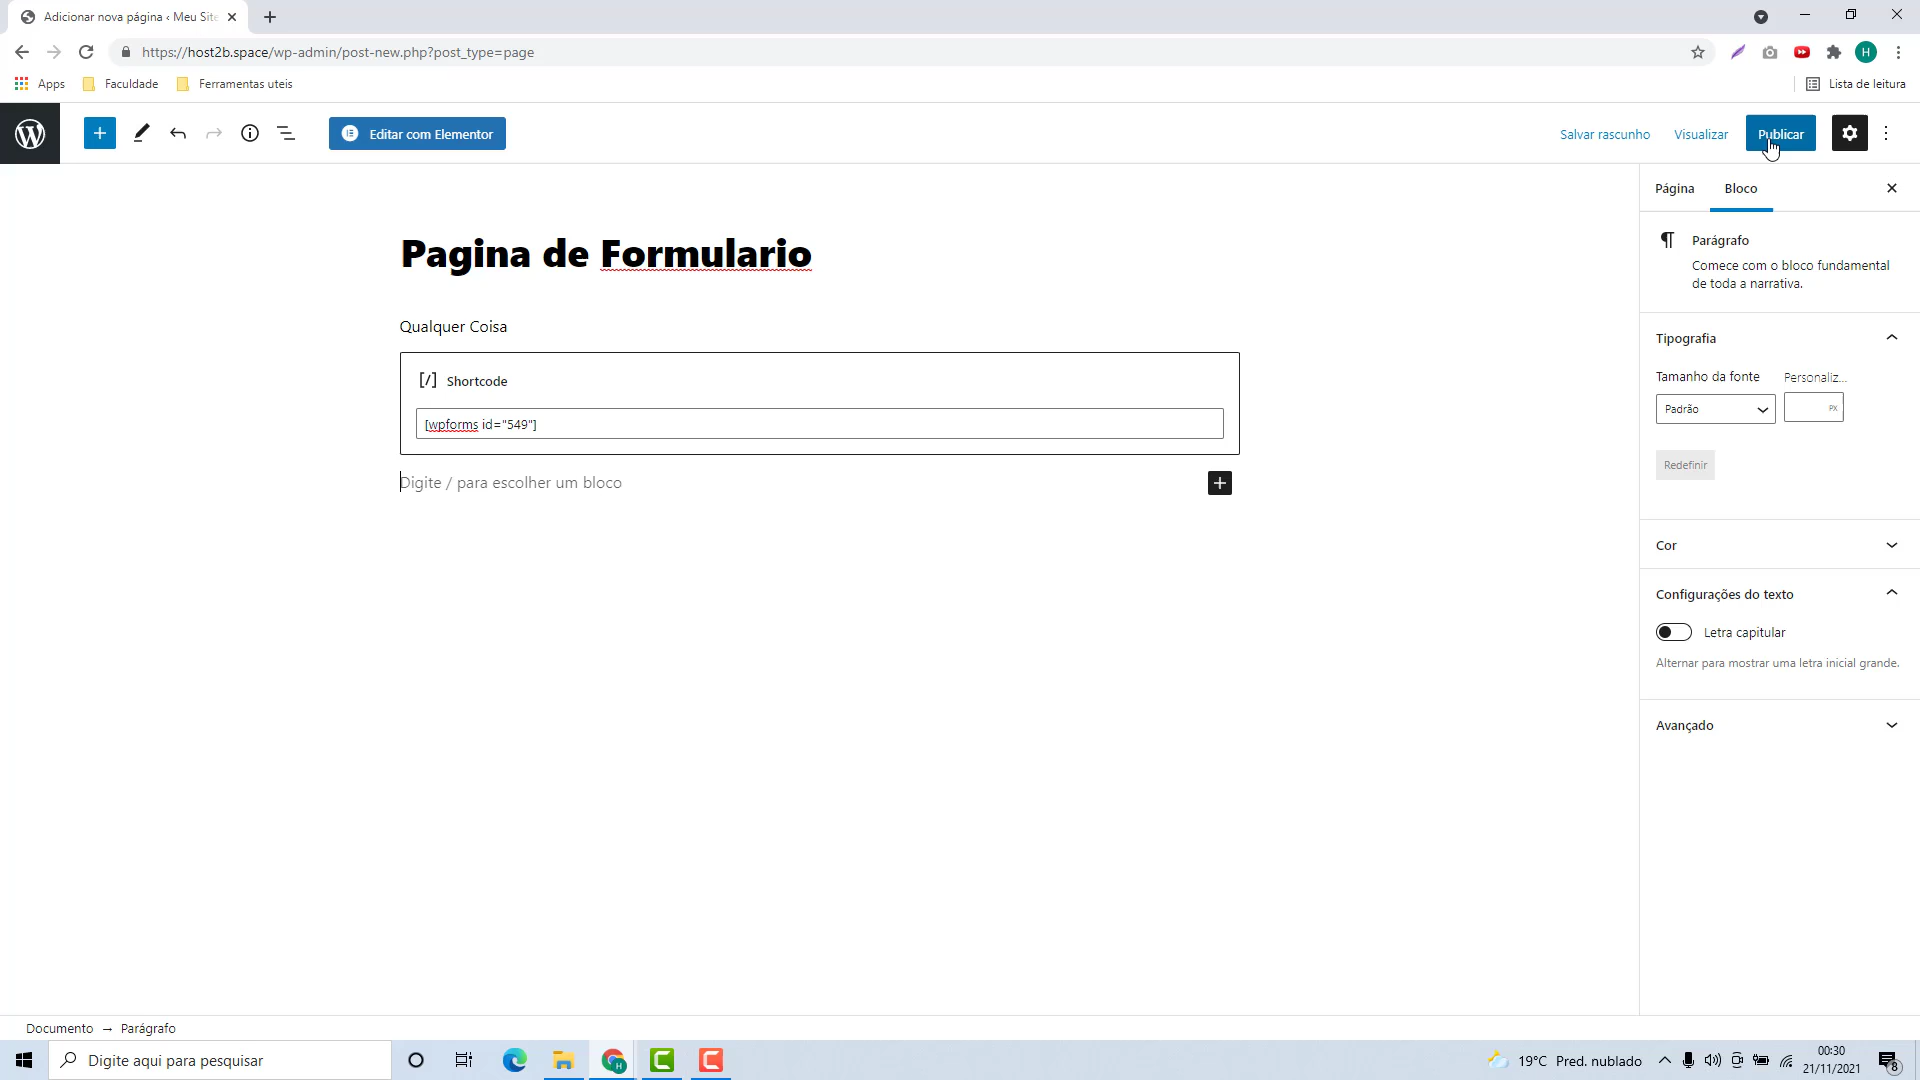 Adicionar nova página ‹ Meu Site
https://host2b.space/wp-admin/post-new.php?post_type=page
H
Apps
Faculdade
Ferramentas uteis
Lista de leitura
Editar com Elementor
Salvar rascunho
Visualizar
Publicar
Página
Bloco
Pagina de Formulario
Parágrafo
Comece com o bloco fundamental
de toda a narrativa.
Qualquer Coisa
Tipografia
[/] Shortcode
Tamanho da fonte
Personaliz...
[wpforms id="549"]
Padrão
PX
Redefinir
Digite / para escolher um bloco
Cor
Configurações do texto
Letra capitular
Alternar para mostrar uma letra inicial grande.
Avançado
Documento → Parágrafo
Digite aqui para pesquisar
19°C Pred. nublado
00:30
21/11/2021
8